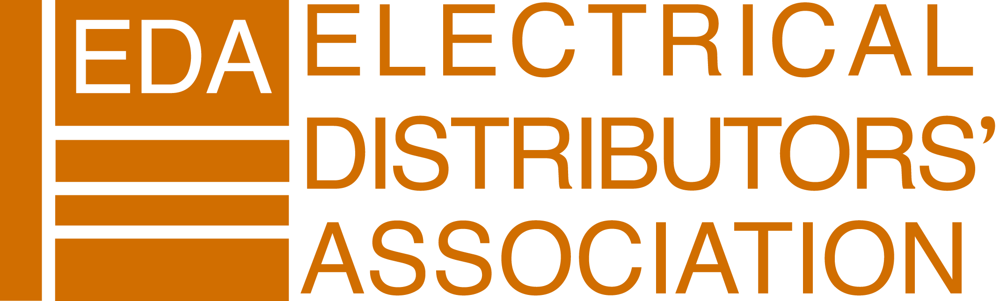 EDA
ELECTRICAL
DISTRIBUTORS’
ASSOCIATION